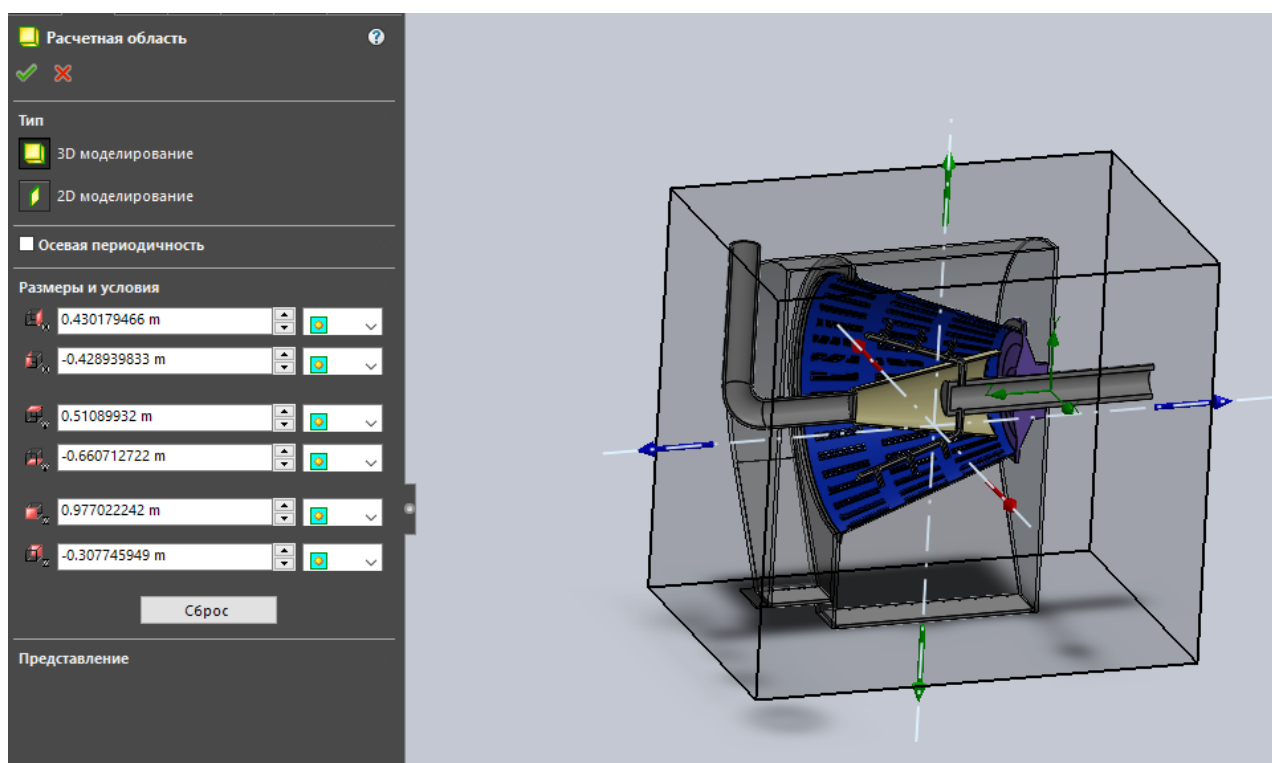 Расчетная область
Тип
3D моделирование
2D моделирование
Осевая периодичность
Размеры и условия
0.430179466 m
-0.428939833 m
0.51089932 m
-0.660712722 m
0.977022242 m
-0.307745949 m
Сброс
Представление